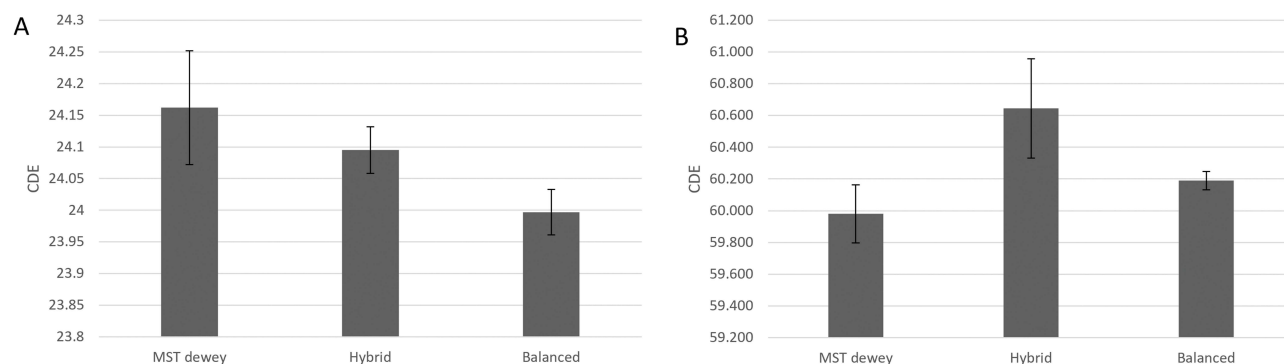 A
24.3
24.25
24.2
24.15
24.1
24.05
24
23.95
23.9
23.85
23.8
CDE
MST dewey
Hybrid
Balanced
B
61.200
61.000
60.800
60.600
60.400
60.200
60.000
59.800
59.600
59.400
59.200
CDE
MST dewey
Hybrid
Balanced